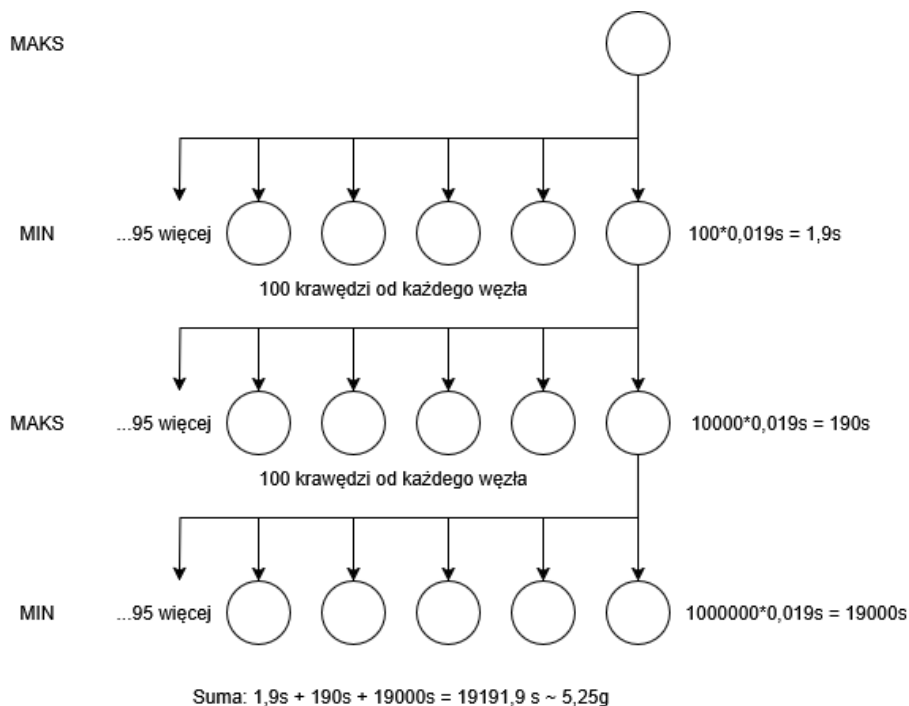 MAKS
MIN ...95 więcej 100*0,019s = 1,9s
100 krawędzi od każdego węzła
MAKS ...95 więcej 10000*0,019s = 190s
100 krawędzi od każdego węzła
MIN ...95 więcej 1000000*0,019s = 19000s
Suma: 1,9s + 190s + 19000s = 19191,9 s ~ 5,25g